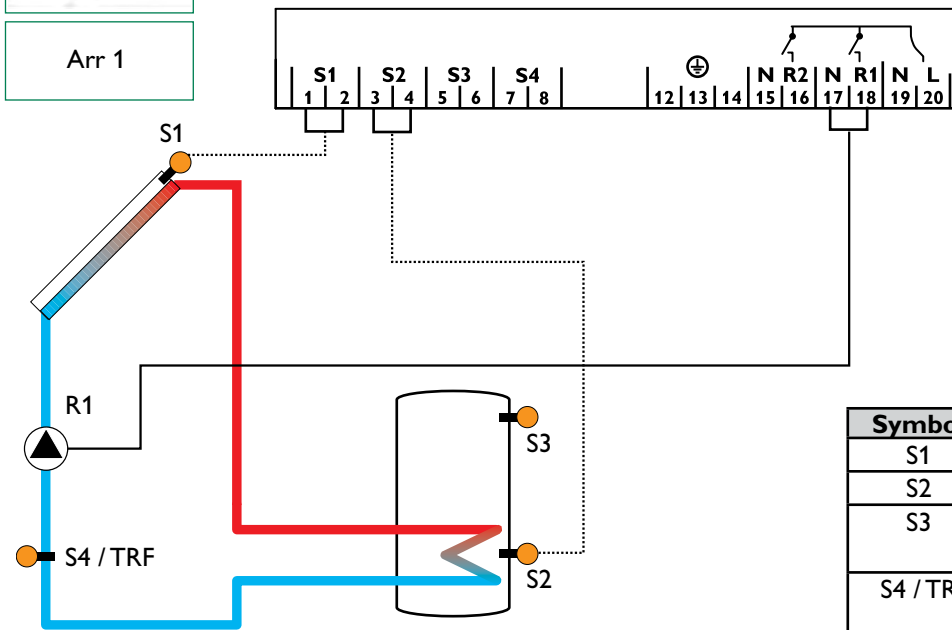 Arr 1
S1 S2 S3 S4 N R2 N R1 N L
1 2 3 4 5 6 7 8 12 13 14 15 16 17 18 19 20
S1
R1
S3
S4 / TRF
S2
Symbo
S1
S2
S3
S4 / TR